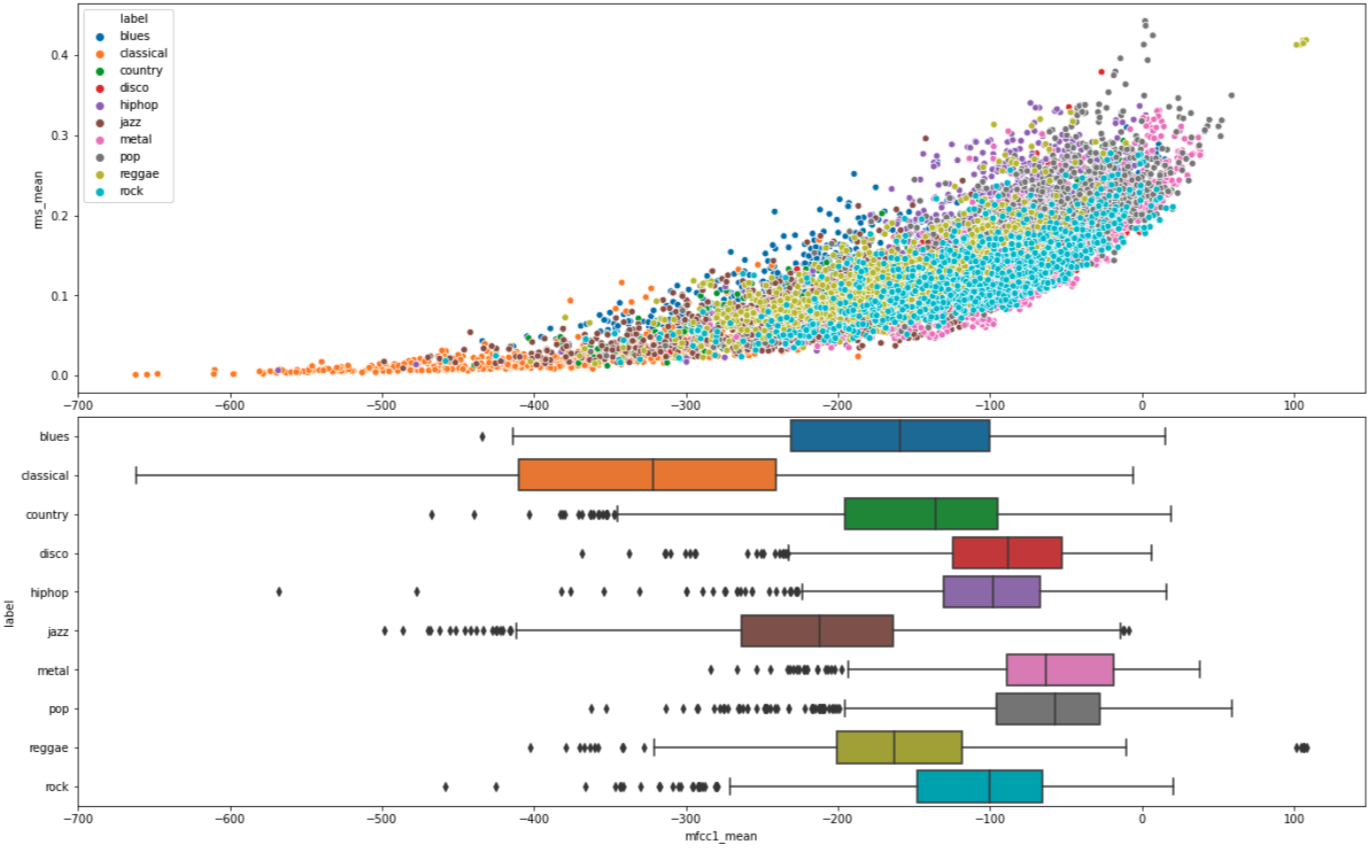 label
blues
classical
country
disco
hiphop
jazz
metal
pop
reggae
rock
rms_mean
0.4
0.3
0.2
0.1
0.0
−700 −600 −500 −400 −300 −200 −100 0 100
label
blues
classical
country
disco
hiphop
jazz
metal
pop
reggae
rock
−700 −600 −500 −400 −300 −200 −100 0 100
mfcc1_mean